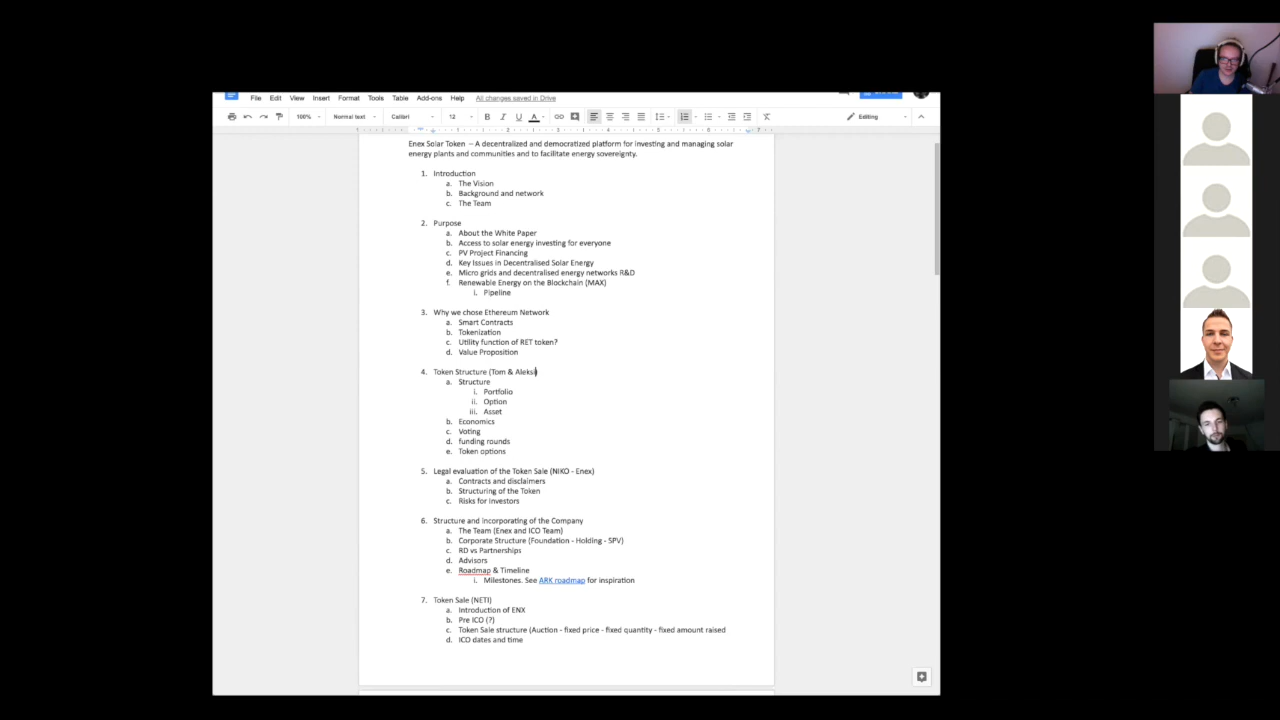 File Edit View Insert Format Tools Table Add-ons Help All changes saved in Drive
100% Normal text Calibri 12 B I U A Editing
Enex Solar Token – A decentralized and democratized platform for investing and managing solar
energy plants and communities and to facilitate energy sovereignty.
1. Introduction
a. The Vision
b. Background and network
c. The Team
2. Purpose
a. About the White Paper
b. Access to solar energy investing for everyone
c. PV Project Financing
d. Key Issues in Decentralised Solar Energy
e. Micro grids and decentralised energy networks R&D
f. Renewable Energy on the Blockchain (MAX)
i. Pipeline
3. Why we chose Ethereum Network
a. Smart Contracts
b. Tokenization
c. Utility function of RET token?
d. Value Proposition
4. Token Structure (Tom & Aleksi)
a. Structure
i. Portfolio
ii. Option
iii. Asset
b. Economics
c. Voting
d. funding rounds
e. Token options
5. Legal evaluation of the Token Sale (NIKO - Enex)
a. Contracts and disclaimers
b. Structuring of the Token
c. Risks for Investors
6. Structure and incorporating of the Company
a. The Team (Enex and ICO Team)
b. Corporate Structure (Foundation - Holding - SPV)
c. RD vs Partnerships
d. Advisors
e. Roadmap & Timeline
i. Milestones. See ARK roadmap for inspiration
7. Token Sale (NETI)
a. Introduction of ENX
b. Pre ICO (?)
c. Token Sale structure (Auction - fixed price - fixed quantity - fixed amount raised
d. ICO dates and time